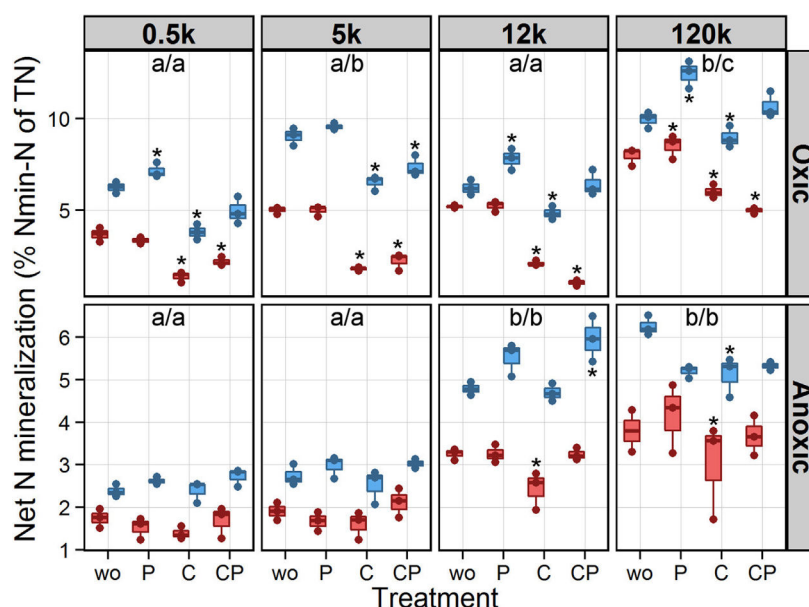 0.5k 5k 12k 120k
a/a a/b a/a b/c
Oxic
10
5
* * * * * * * * * * * * * * * *
Net N mineralization (% Nmin-N of TN)
a/a a/a b/b b/b
Anoxic
6
5
4
3
2
1
* * * *
wo P C CP wo P C CP wo P C CP wo P C CP
Treatment